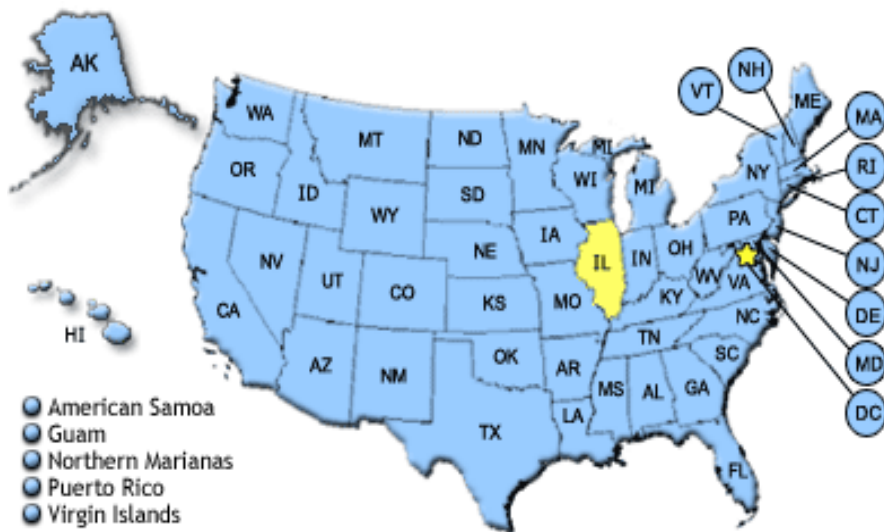 AK
WA
MT
ND
MN
MI
VT
NH
ME
MA
OR
ID
WY
SD
WI
MI
NY
RI
CT
NV
UT
CO
NE
IA
IL
IN
OH
PA
NJ
CA
KS
MO
KY
WV
VA
DE
HI
AZ
NM
OK
AR
TN
NC
SC
MD
TX
LA
MS
AL
GA
DC
FL
American Samoa
Guam
Northern Marianas
Puerto Rico
Virgin Islands